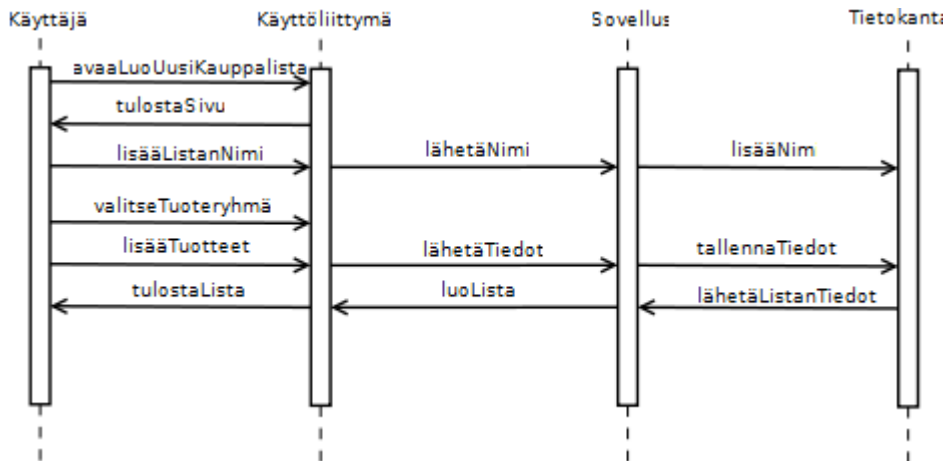 Käyttäjä
Käyttöliittymä
Sovellus
Tietokanta
avaaLuoUusiKauppalista
tulostaSivu
lisääListanNimi
lähetäNimi
lisääNim
valitseTuoteryhmä
lisääTuotteet
lähetäTiedot
tallennaTiedot
tulostaLista
luoLista
lähetäListanTiedot